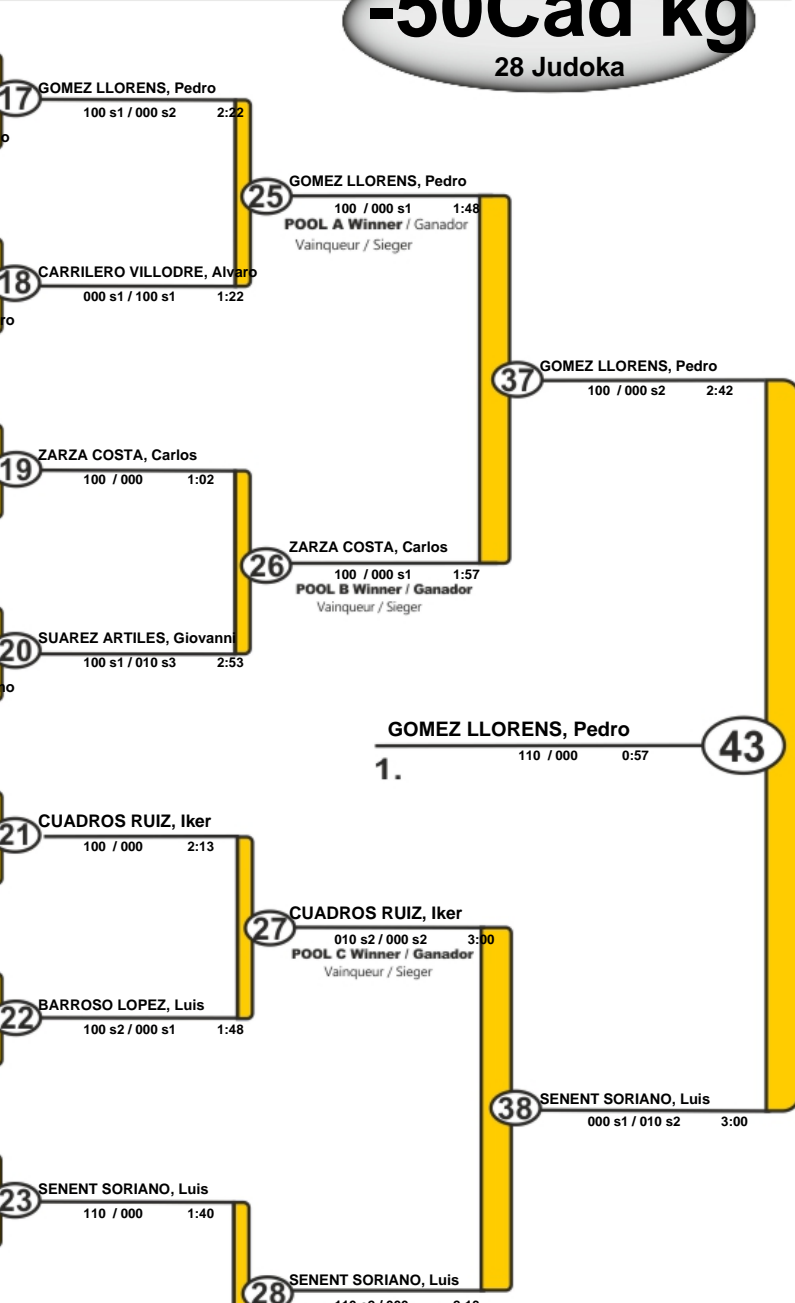 -50Cad kg
28 Judoka
17
GOMEZ LLORENS, Pedro
100 s1 / 000 s2 2:22
o
25
GOMEZ LLORENS, Pedro
100 / 000 s1 1:48
POOL A Winner / Ganador
Vainqueur / Sieger
18
CARRILERO VILLODRE, Alvaro
000 s1 / 100 s1 1:22
ro
37
GOMEZ LLORENS, Pedro
100 / 000 s2 2:42
19
ZARZA COSTA, Carlos
100 / 000 1:02
26
ZARZA COSTA, Carlos
100 / 000 s1 1:57
POOL B Winner / Ganador
Vainqueur / Sieger
20
SUAREZ ARTILES, Giovanni
100 s1 / 010 s3 2:53
no
GOMEZ LLORENS, Pedro
43
110 / 000 0:57
1.
21
CUADROS RUIZ, Iker
100 / 000 2:13
27
CUADROS RUIZ, Iker
010 s2 / 000 s2 3:00
POOL C Winner / Ganador
Vainqueur / Sieger
22
BARROSO LOPEZ, Luis
100 s2 / 000 s1 1:48
38
SENENT SORIANO, Luis
000 s1 / 010 s2 3:00
23
SENENT SORIANO, Luis
110 / 000 1:40
28
SENENT SORIANO, Luis